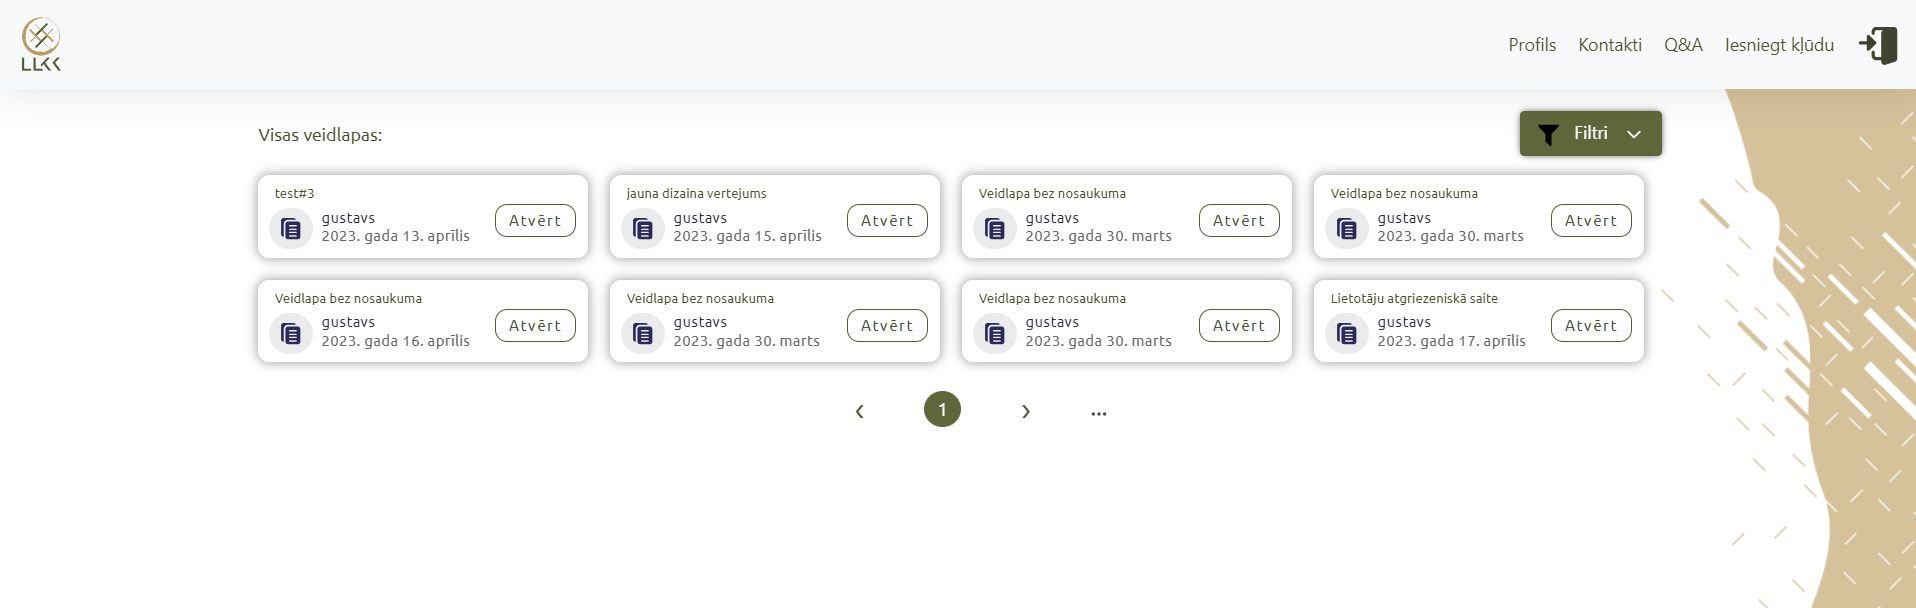 LLKK
Profils Kontakti Q&A Iesniegt kļūdu
Visas veidlapas:
Filtri
test#3
gustavs
2023. gada 13. aprīlis
Atvērt
jauna dizaina vertejums
gustavs
2023. gada 15. aprīlis
Atvērt
Veidlapa bez nosaukuma
gustavs
2023. gada 30. marts
Atvērt
Veidlapa bez nosaukuma
gustavs
2023. gada 30. marts
Atvērt
Veidlapa bez nosaukuma
gustavs
2023. gada 16. aprīlis
Atvērt
Veidlapa bez nosaukuma
gustavs
2023. gada 30. marts
Atvērt
Veidlapa bez nosaukuma
gustavs
2023. gada 30. marts
Atvērt
Lietotāju atgriezeniskā saite
gustavs
2023. gada 17. aprīlis
Atvērt
‹ 1 › ...